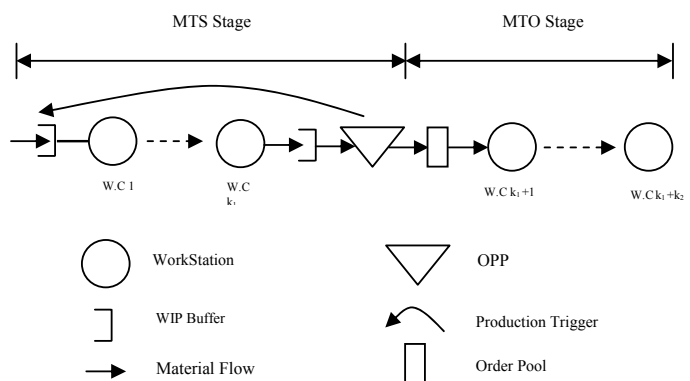 MTS Stage
MTO Stage
W.C 1
W.C
k₁
W.C k₁+1
W.C k₁+k₂
WorkStation
OPP
WIP Buffer
Production Trigger
Material Flow
Order Pool